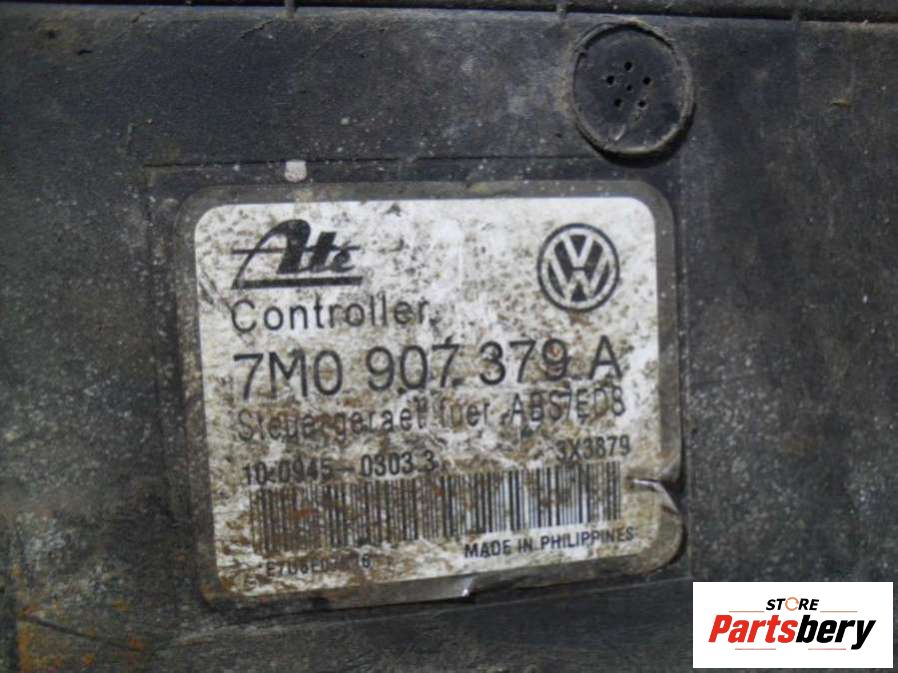 Ate
Controller
7M0 907 379 A
Steuergeraet fuer ABS/EDS
10.0945-0303.3 3X3879
MADE IN PHILIPPINES
STORE
Partsbery